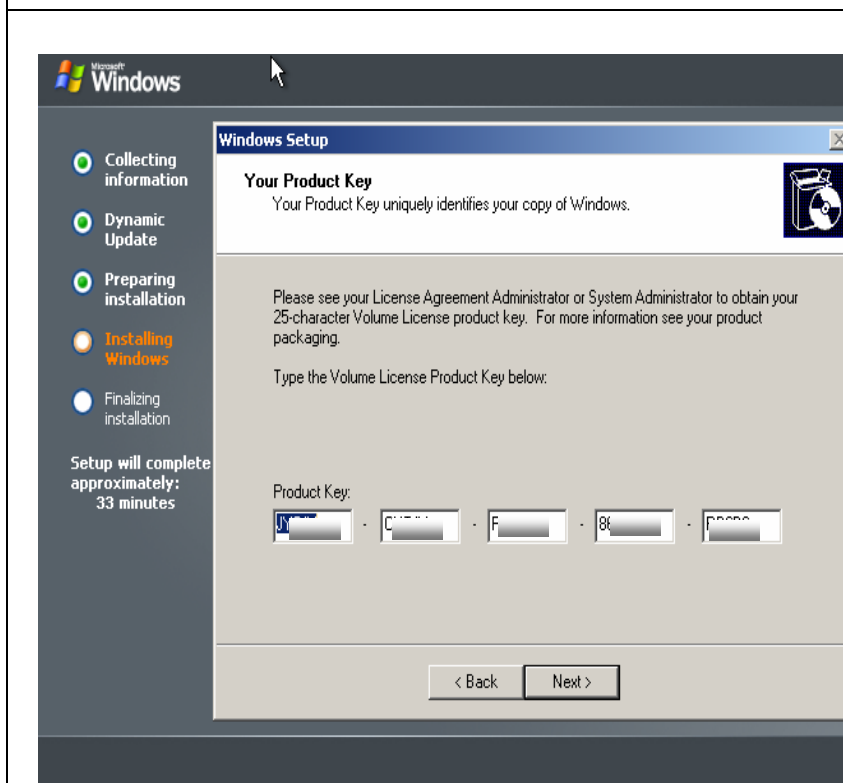 Microsoft
Windows
Collecting
information
Dynamic
Update
Preparing
installation
Installing
Windows
Finalizing
installation
Setup will complete
approximately:
33 minutes
Windows Setup
Your Product Key
Your Product Key uniquely identifies your copy of Windows.
Please see your License Agreement Administrator or System Administrator to obtain your
25-character Volume License product key. For more information see your product
packaging.
Type the Volume License Product Key below:
Product Key:
< Back
Next >